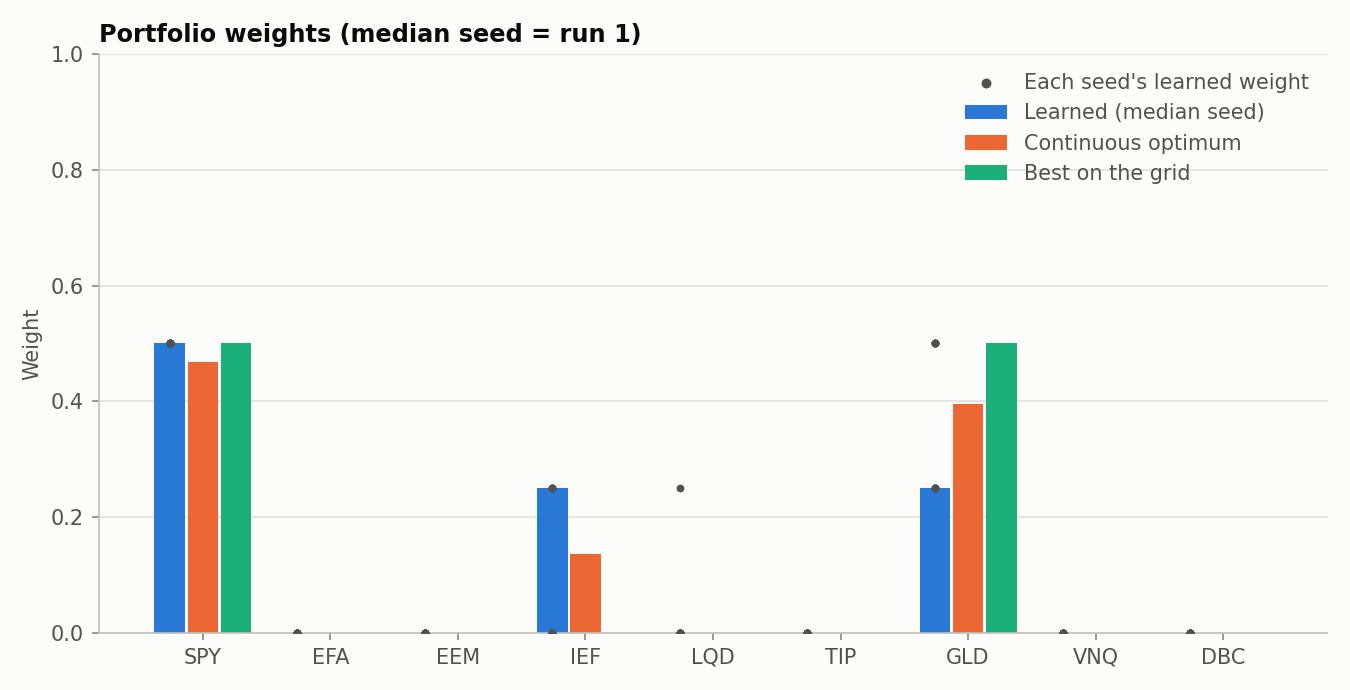 Portfolio weights (median seed = run 1)
1.0
0.8
0.6
0.4
0.2
0.0
Weight
Each seed's learned weight
Learned (median seed)
Continuous optimum
Best on the grid
SPY EFA EEM IEF LQD TIP GLD VNQ DBC